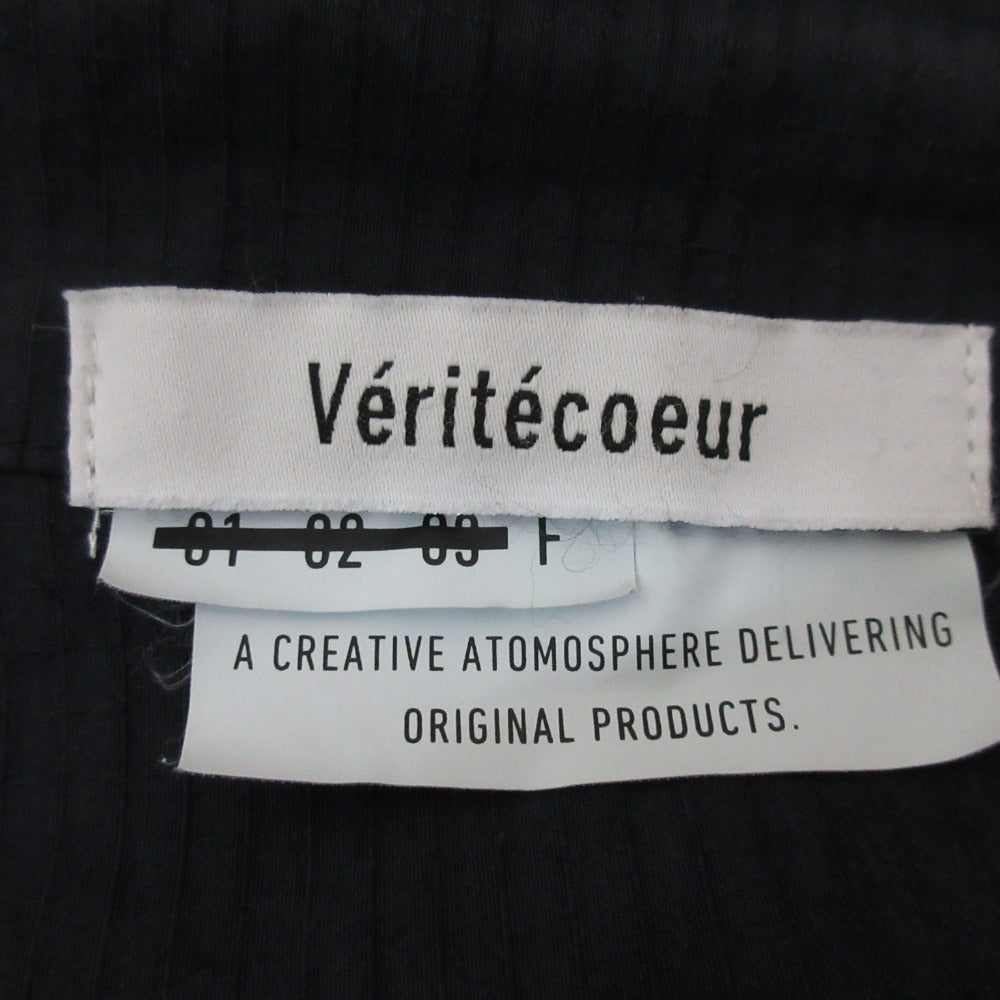 Véritécoeur
01 02 03 F
A CREATIVE ATOMOSPHERE DELIVERING
ORIGINAL PRODUCTS.